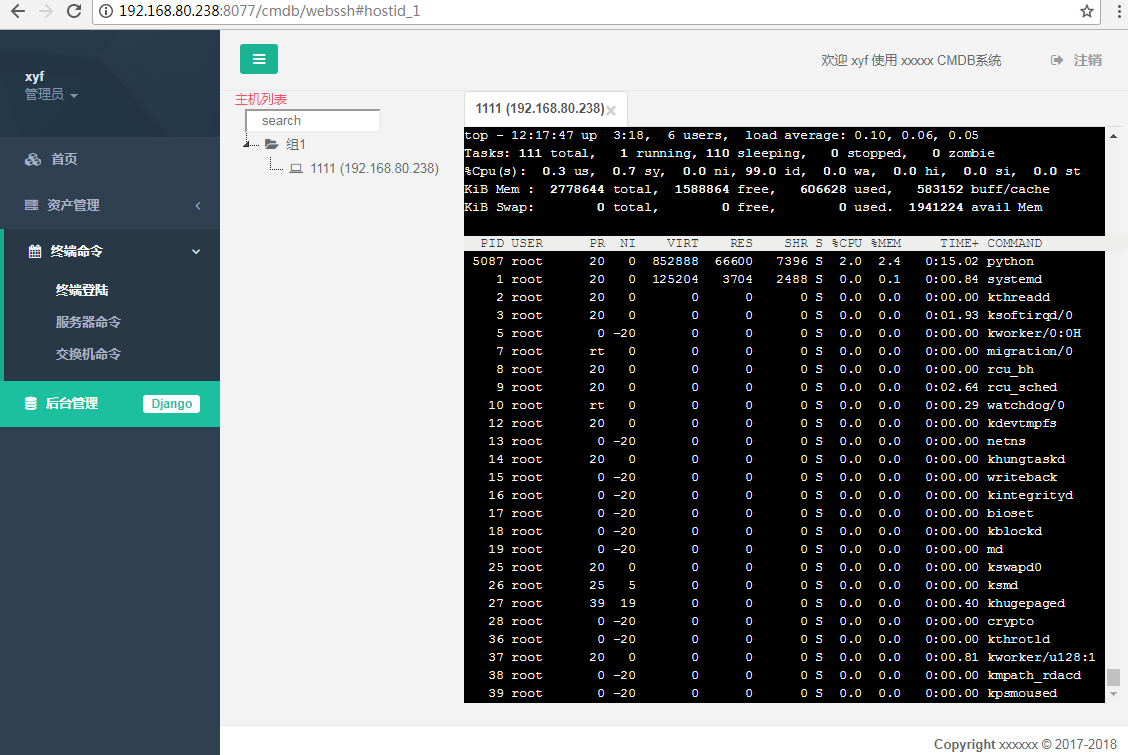 192.168.80.238:8077/cmdb/webssh#hostid_1
xyf
管理员
首页
资产管理
终端命令
终端登陆
服务器命令
交换机命令
后台管理 Django
欢迎 xyf 使用 xxxxx CMDB系统 注销
主机列表
search
组1
1111 (192.168.80.238)
1111 (192.168.80.238)
top - 12:17:47 up  3:18,  6 users,  load average: 0.10, 0.06, 0.05
Tasks: 111 total,   1 running, 110 sleeping,   0 stopped,   0 zombie
%Cpu(s):  0.3 us,  0.7 sy,  0.0 ni, 99.0 id,  0.0 wa,  0.0 hi,  0.0 si,  0.0 st
KiB Mem :  2778644 total,  1588864 free,   606628 used,   583152 buff/cache
KiB Swap:        0 total,        0 free,        0 used.  1941224 avail Mem
PID USER      PR  NI    VIRT    RES    SHR S %CPU %MEM     TIME+ COMMAND
5087 root      20   0  852888  66600   7396 S  2.0  2.4   0:15.02 python
1 root      20   0  125204   3704   2488 S  0.0  0.1   0:00.84 systemd
2 root      20   0       0      0      0 S  0.0  0.0   0:00.00 kthreadd
3 root      20   0       0      0      0 S  0.0  0.0   0:01.93 ksoftirqd/0
5 root       0 -20       0      0      0 S  0.0  0.0   0:00.00 kworker/0:0H
7 root      rt   0       0      0      0 S  0.0  0.0   0:00.00 migration/0
8 root      20   0       0      0      0 S  0.0  0.0   0:00.00 rcu_bh
9 root      20   0       0      0      0 S  0.0  0.0   0:02.64 rcu_sched
10 root      rt   0       0      0      0 S  0.0  0.0   0:00.29 watchdog/0
12 root      20   0       0      0      0 S  0.0  0.0   0:00.00 kdevtmpfs
13 root       0 -20       0      0      0 S  0.0  0.0   0:00.00 netns
14 root      20   0       0      0      0 S  0.0  0.0   0:00.00 khungtaskd
15 root       0 -20       0      0      0 S  0.0  0.0   0:00.00 writeback
16 root       0 -20       0      0      0 S  0.0  0.0   0:00.00 kintegrityd
17 root       0 -20       0      0      0 S  0.0  0.0   0:00.00 bioset
18 root       0 -20       0      0      0 S  0.0  0.0   0:00.00 kblockd
19 root       0 -20       0      0      0 S  0.0  0.0   0:00.00 md
25 root      20   0       0      0      0 S  0.0  0.0   0:00.00 kswapd0
26 root      25   5       0      0      0 S  0.0  0.0   0:00.00 ksmd
27 root      39  19       0      0      0 S  0.0  0.0   0:00.40 khugepaged
28 root       0 -20       0      0      0 S  0.0  0.0   0:00.00 crypto
36 root       0 -20       0      0      0 S  0.0  0.0   0:00.00 kthrotld
37 root      20   0       0      0      0 S  0.0  0.0   0:00.81 kworker/u128:1
38 root       0 -20       0      0      0 S  0.0  0.0   0:00.00 kmpath_rdacd
39 root       0 -20       0      0      0 S  0.0  0.0   0:00.00 kpsmoused
Copyright xxxxxx © 2017-2018